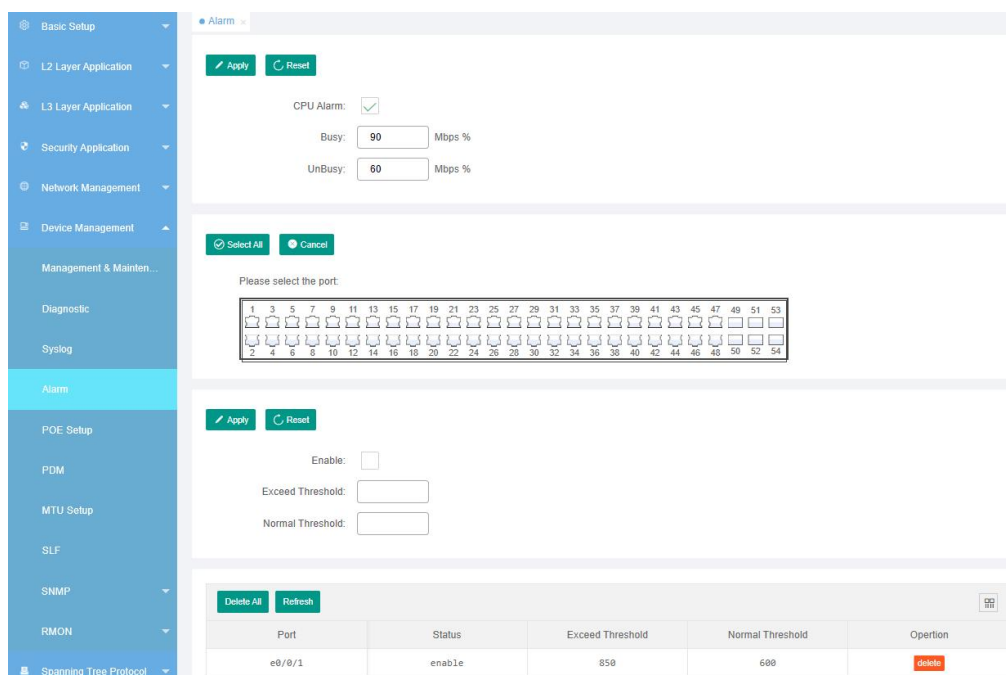 Basic Setup
L2 Layer Application
L3 Layer Application
Security Application
Network Management
Device Management
Management & Mainten...
Diagnostic
Syslog
Alarm
POE Setup
PDM
MTU Setup
SLF
SNMP
RMON
Spanning Tree Protocol
Alarm ×
Apply Reset
CPU Alarm:
Busy: 90 Mbps %
UnBusy: 60 Mbps %
Select All Cancel
Please select the port:
1 3 5 7 9 11 13 15 17 19 21 23 25 27 29 31 33 35 37 39 41 43 45 47 49 51 53
2 4 6 8 10 12 14 16 18 20 22 24 26 28 30 32 34 36 38 40 42 44 46 48 50 52 54
Apply Reset
Enable:
Exceed Threshold:
Normal Threshold:
Delete All Refresh
Port Status Exceed Threshold Normal Threshold Opertion
e0/0/1 enable 850 600 delete